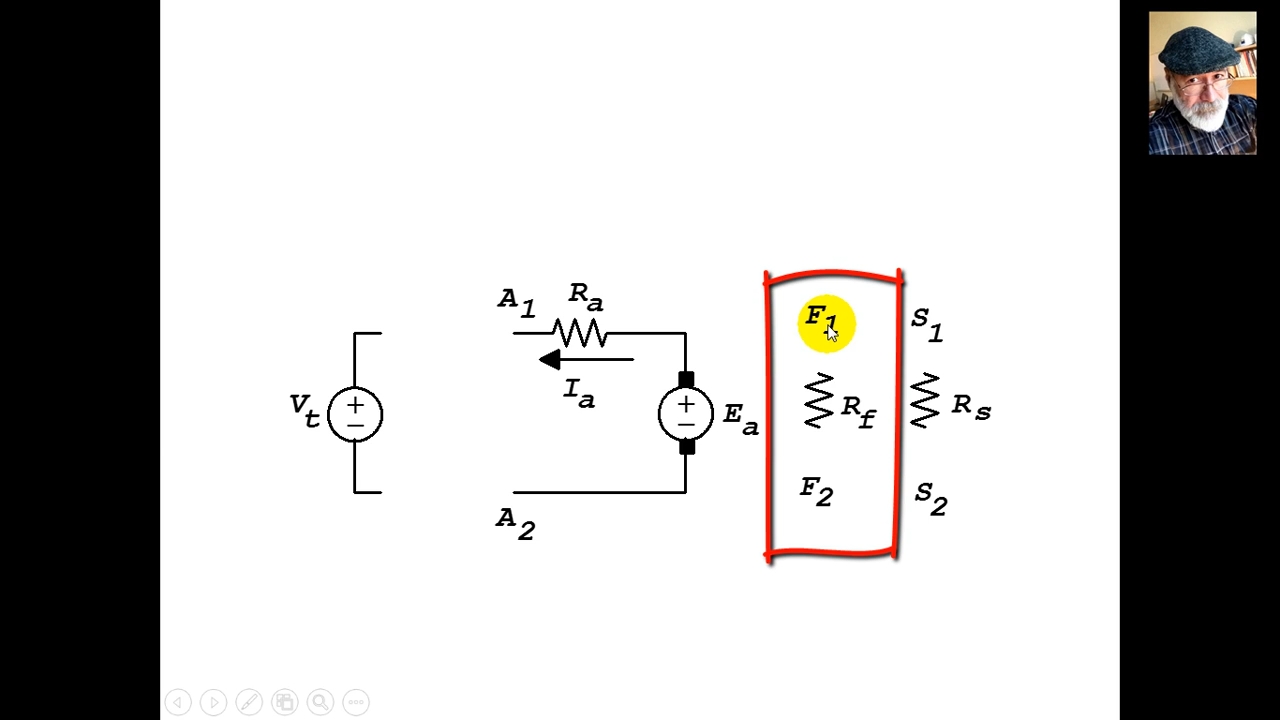 A1
Ra
Ia
Vt
+
−
+
−
Ea
A2
F1
Rf
F2
S1
Rs
S2